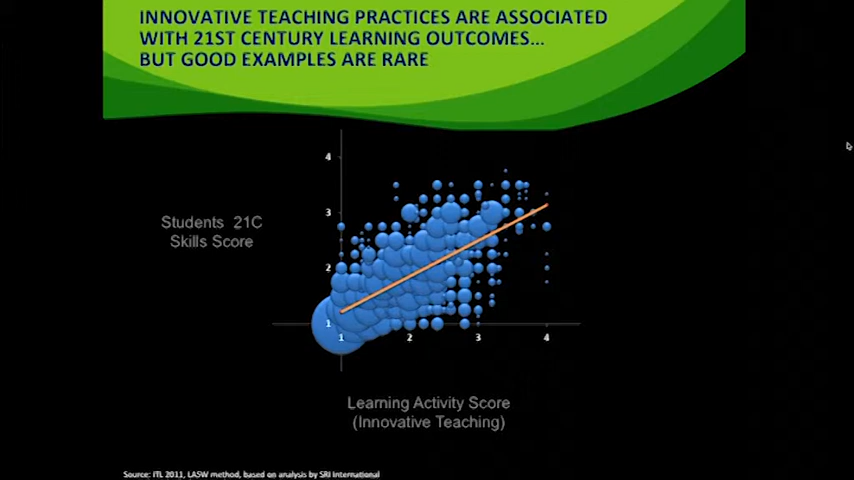 INNOVATIVE TEACHING PRACTICES ARE ASSOCIATED
WITH 21ST CENTURY LEARNING OUTCOMES...
BUT GOOD EXAMPLES ARE RARE
4
3
2
1
Students 21C
Skills Score
1 2 3 4
Learning Activity Score
(Innovative Teaching)
Source: ITL 2011, LASW method, based on analysis by SRI International